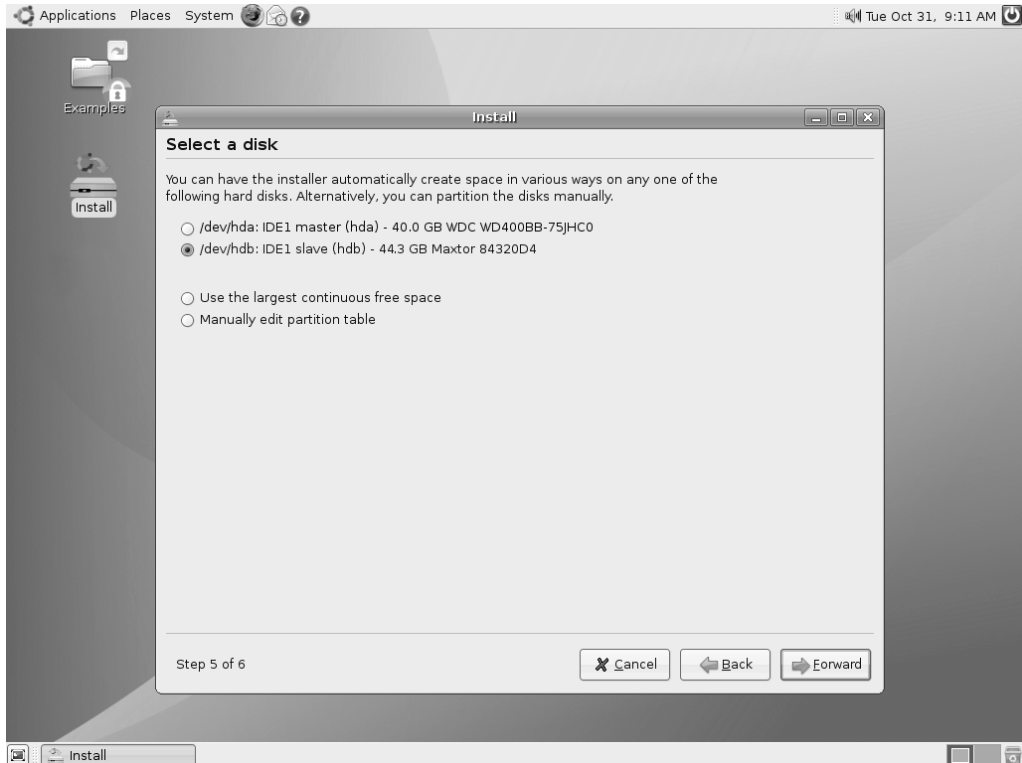 Applications Places System Tue Oct 31, 9:11 AM
Examples
Install
Install
Select a disk
You can have the installer automatically create space in various ways on any one of the
following hard disks. Alternatively, you can partition the disks manually.
/dev/hda: IDE1 master (hda) - 40.0 GB WDC WD400BB-75JHC0
/dev/hdb: IDE1 slave (hdb) - 44.3 GB Maxtor 84320D4
Use the largest continuous free space
Manually edit partition table
Step 5 of 6 Cancel Back Forward
Install